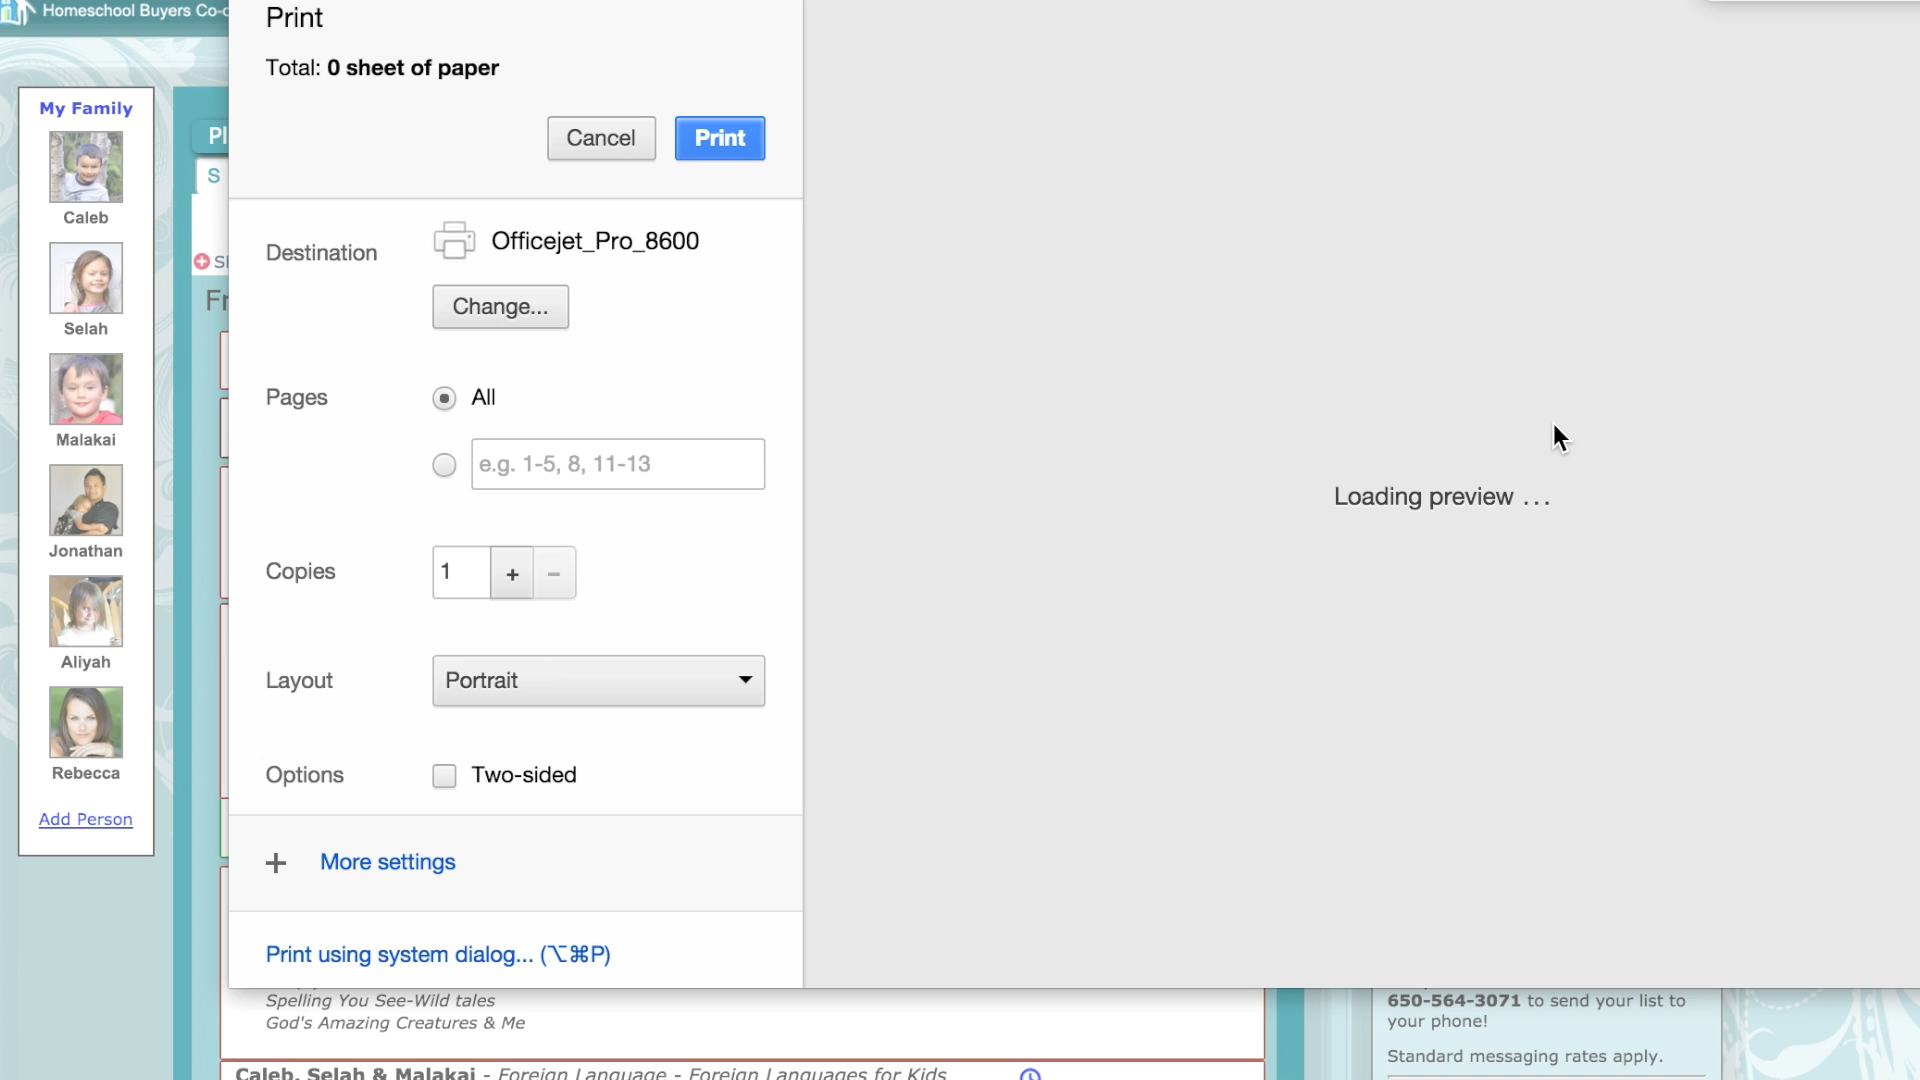 Homeschool Buyers Co-
Print
Total: 0 sheet of paper
Cancel
Print
My Family
Caleb
Selah
Malakai
Jonathan
Aliyah
Rebecca
Add Person
Pl
S
Fr
Destination
Officejet_Pro_8600
Change...
Pages
All
e.g. 1-5, 8, 11-13
Copies
1
+
−
Layout
Portrait
Options
Two-sided
+ More settings
Print using system dialog... (⌥⌘P)
Loading preview ...
Spelling You See-Wild tales
God's Amazing Creatures & Me
Caleb, Selah & Malakai - Foreign Language - Foreign Languages for Kids
650-564-3071 to send your list to
your phone!
Standard messaging rates apply.